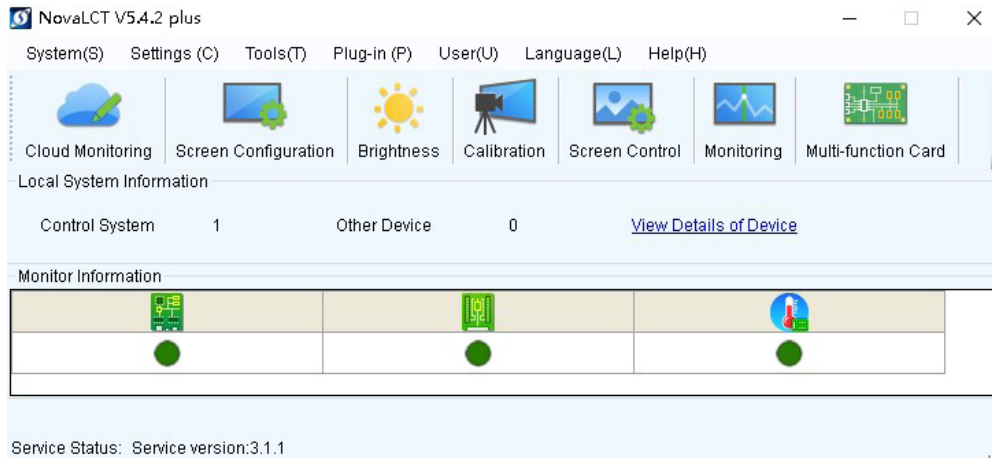 NovaLCT V5.4.2 plus
System(S) Settings (C) Tools(T) Plug-in (P) User(U) Language(L) Help(H)
Cloud Monitoring Screen Configuration Brightness Calibration Screen Control Monitoring Multi-function Card
Local System Information
Control System 1 Other Device 0 View Details of Device
Monitor Information
Service Status: Service version:3.1.1